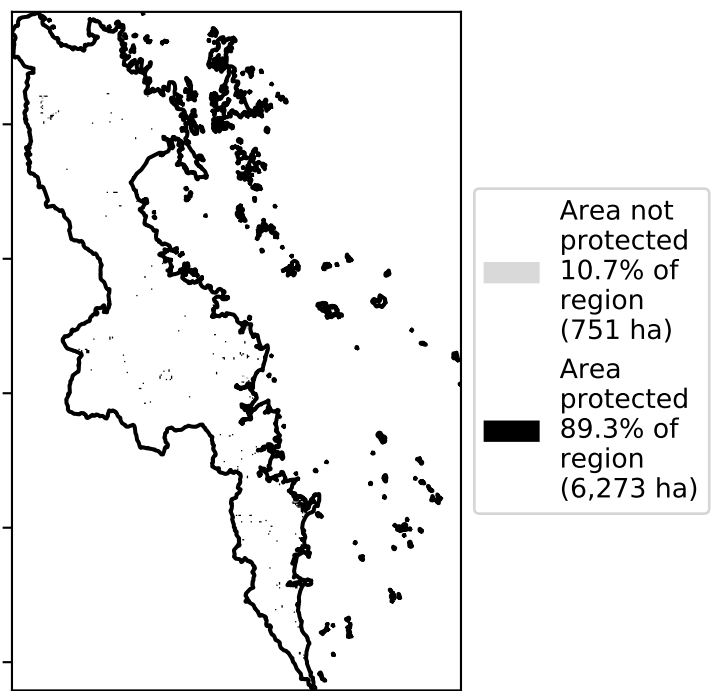 Area not
protected
10.7% of
region
(751 ha)
Area
protected
89.3% of
region
(6,273 ha)